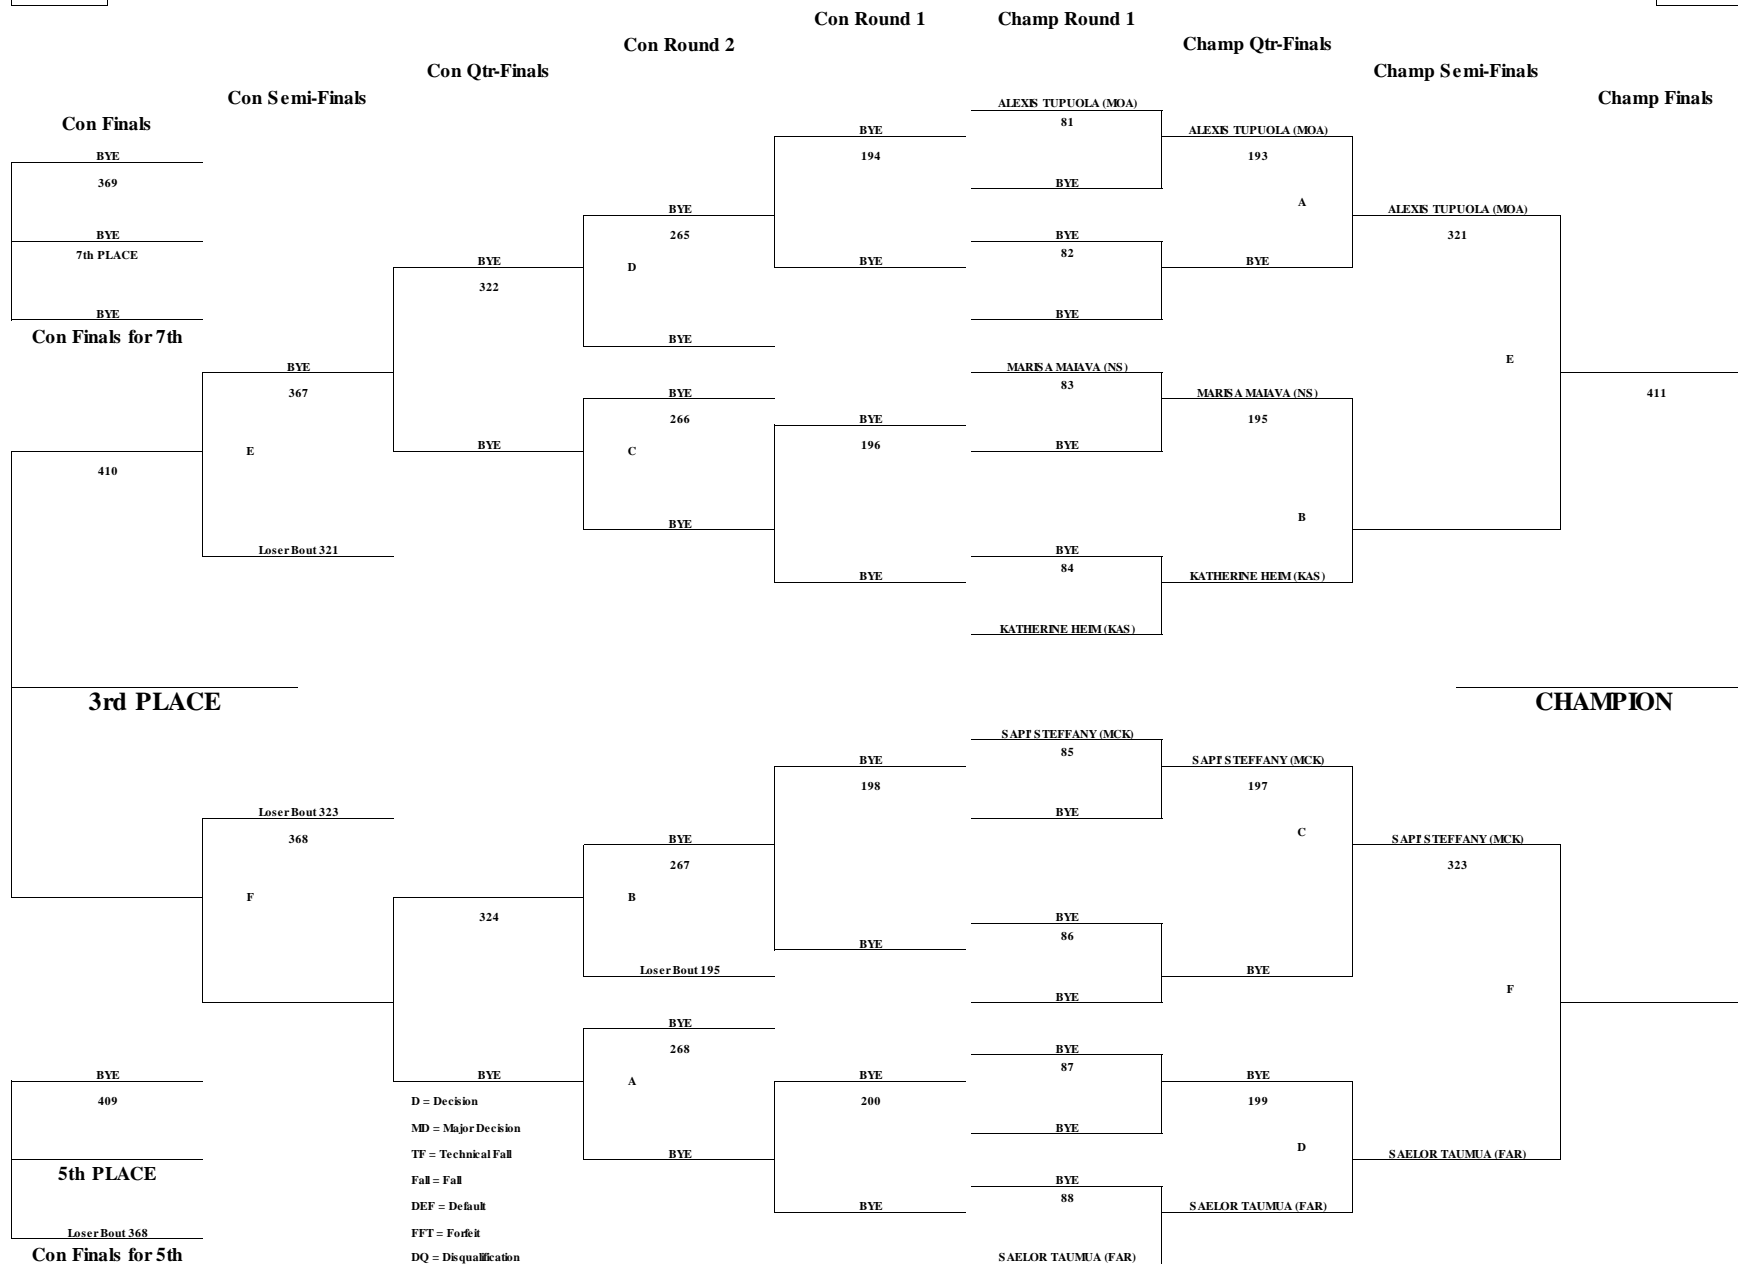 Con Round 1
Champ Round 1
Con Round 2
Champ Qtr-Finals
Con Qtr-Finals
Champ Semi-Finals
Con Semi-Finals
Champ Finals
Con Finals
ALEXIS TUPUOLA (MOA)
81
BYE
ALEXIS TUPUOLA (MOA)
BYE
194
193
369
BYE
A
BYE
ALEXIS TUPUOLA (MOA)
BYE
BYE
265
321
7th PLACE
82
BYE
D
BYE
BYE
322
BYE
BYE
Con Finals for 7th
BYE
E
BYE
MARISA MAIAVA (NS)
83
367
BYE
MARISA MAIAVA (NS)
411
266
BYE
195
E
BYE
C
196
BYE
410
B
BYE
Loser Bout 321
BYE
84
BYE
KATHERINE HEIM (KAS)
KATHERINE HEIM (KAS)
3rd PLACE
CHAMPION
SAPI' STEFFANY (MCK)
85
BYE
SAPI' STEFFANY (MCK)
198
197
Loser Bout 323
BYE
368
BYE
C
SAPI' STEFFANY (MCK)
267
323
F
B
324
BYE
86
BYE
Loser Bout 195
BYE
BYE
F
BYE
268
BYE
87
BYE
BYE
A
BYE
BYE
409
D = Decision
200
199
MD = Major Decision
BYE
D
TF = Technical Fall
BYE
SAELOR TAUMUA (FAR)
5th PLACE
Fall = Fall
BYE
88
DEF = Default
BYE
SAELOR TAUMUA (FAR)
Loser Bout 368
FFT = Forfeit
Con Finals for 5th
DQ = Disqualification
SAELOR TAUMUA (FAR)